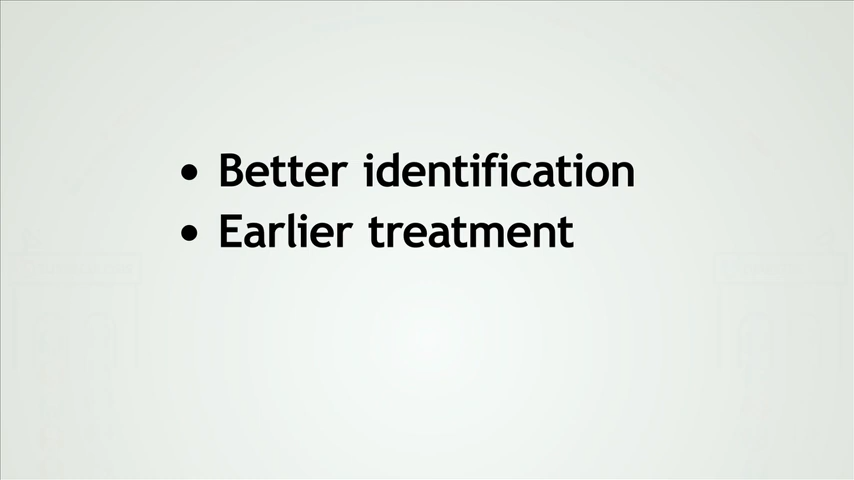 • Better identification
• Earlier treatment